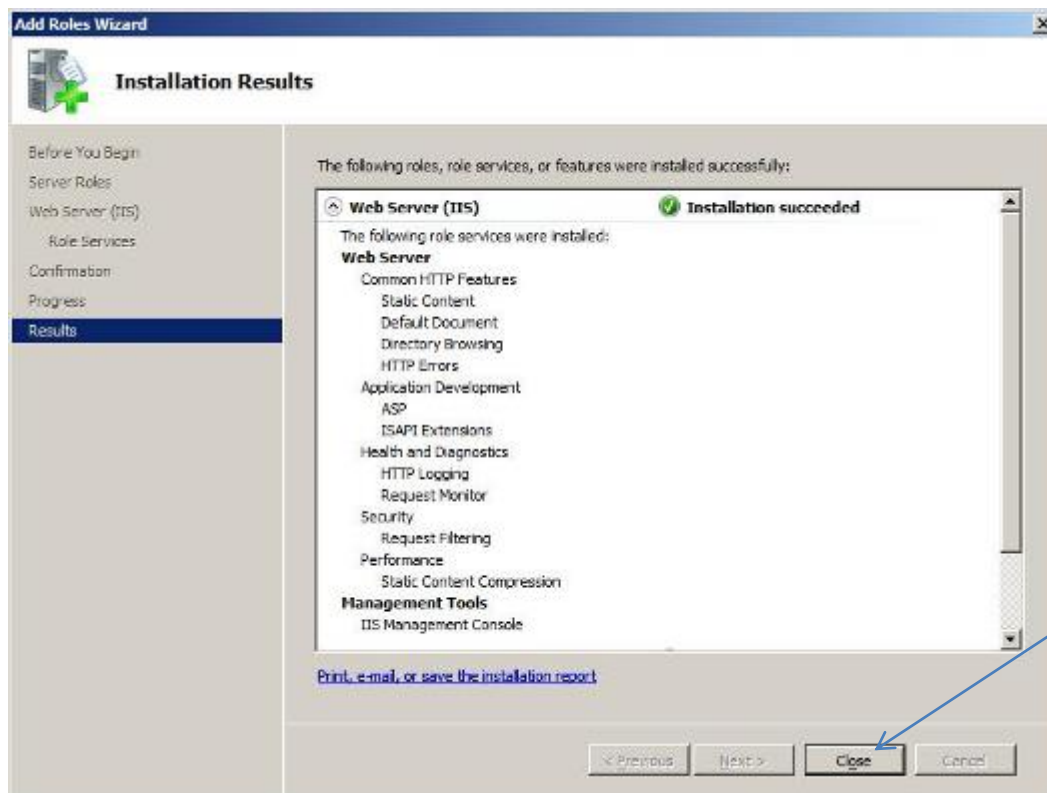 Add Roles Wizard
Installation Results
Before You Begin
Server Roles
Web Server (IIS)
Role Services
Confirmation
Progress
Results
The following roles, role services, or features were installed successfully:
Web Server (IIS) Installation succeeded
The following role services were installed:
Web Server
Common HTTP Features
Static Content
Default Document
Directory Browsing
HTTP Errors
Application Development
ASP
ISAPI Extensions
Health and Diagnostics
HTTP Logging
Request Monitor
Security
Request Filtering
Performance
Static Content Compression
Management Tools
IIS Management Console
Print, e-mail, or save the installation report
< Previous Next > Close Cancel